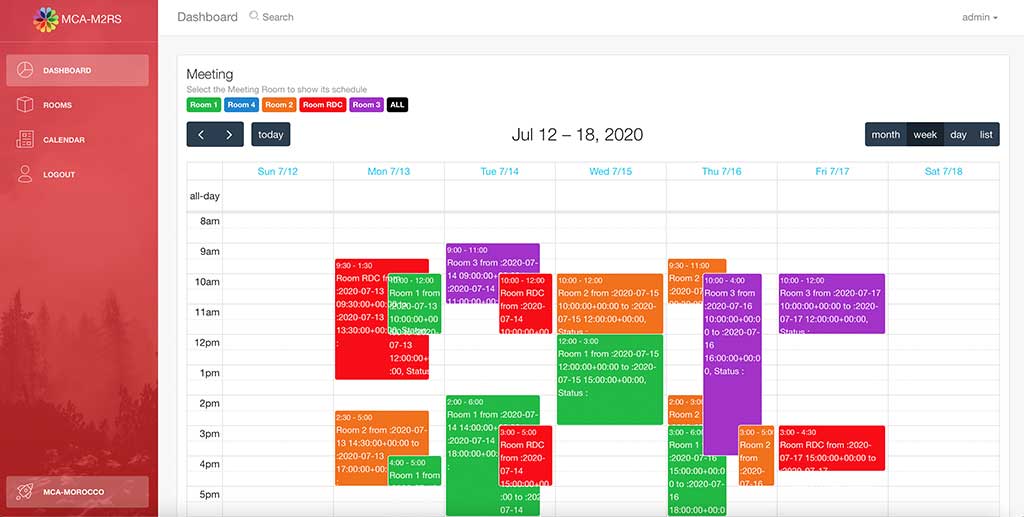 MCA-M2RS
DASHBOARD
ROOMS
CALENDAR
LOGOUT
MCA-MOROCCO
Dashboard Search admin
Meeting
Select the Meeting Room to show its schedule
Room 1 Room 4 Room 2 Room RDC Room 3 ALL
today Jul 12 – 18, 2020 month week day list
Sun 7/12 Mon 7/13 Tue 7/14 Wed 7/15 Thu 7/16 Fri 7/17 Sat 7/18
all-day
8am
9am
10am
11am
12pm
1pm
2pm
3pm
4pm
5pm
9:30 - 1:30
Room RDC from
:2020-07-13
09:30:00+00:00
:2020-07-13
13:30:00+00:00, Status
10:00 - 12:00
Room 1 from
:2020-07-13
10:00:00+00
07-13
12:00:00+00
:00, Status
2:30 - 5:00
Room 2 from :2020-07-
13 14:30:00+00:00 to
:2020-07-13
17:00:00+00
4:00 - 5:00
Room 1 from
9:00 - 11:00
Room 3 from :2020-07-
14 09:00:00+00:00
:2020-07-14
11:00:00+00
10:00 - 12:00
Room RDC
from :2020-
07-14
10:00:00+00
2:00 - 6:00
Room 1 from :2020-07-
14 14:00:00+00
:2020-07-14
18:00:00+00
:
3:00 - 5:00
Room RDC
from :2020-
07-14
15:00:00+00
:00 to :202
07-14
10:00 - 12:00
Room 2 from :2020-07-15
10:00:00+00:00 to :2020-
07-15 12:00:00+00:00,
Status :
12:00 - 3:00
Room 1 from :2020-07-15
12:00:00+00:00 to :2020-
07-15 15:00:00+00:00,
Status :
9:30 - 11:00
Room 2
from :2020-
07-16
10:00 - 4:00
Room 3 from
:2020-07-16
10:00:00+00:0
0 to :2020-07-
16
16:00:00+00:0
0, Status :
2:00 - 3:00
Room 2
3:00 - 6:0
Room 1 from
:2020-07-16
15:00:00+00:0
0 to :2020-07-
16
18:00:00+00:0
3:00 - 5:0
Room 2
from
:2020-
07-16
10:00 - 12:00
Room 3 from :2020-07-17
10:00:00+00:00 to :2020-
07-17 12:00:00+00:00,
Status :
3:00 - 4:30
Room RDC from :2020-
07-17 15:00:00+00:00 to
:2020-07-17